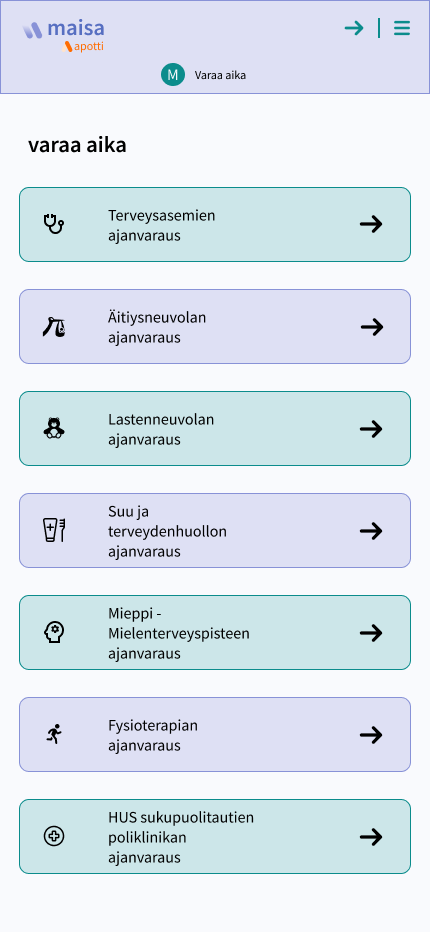 maisa
apotti
M
Varaa aika
varaa aika
Terveysasemien
ajanvaraus
Äitiysneuvolan
ajanvaraus
Lastenneuvolan
ajanvaraus
Suu ja
terveydenhuollon
ajanvaraus
Mieppi -
Mielenterveyspisteen
ajanvaraus
Fysioterapian
ajanvaraus
HUS sukupuolitautien
poliklinikan
ajanvaraus